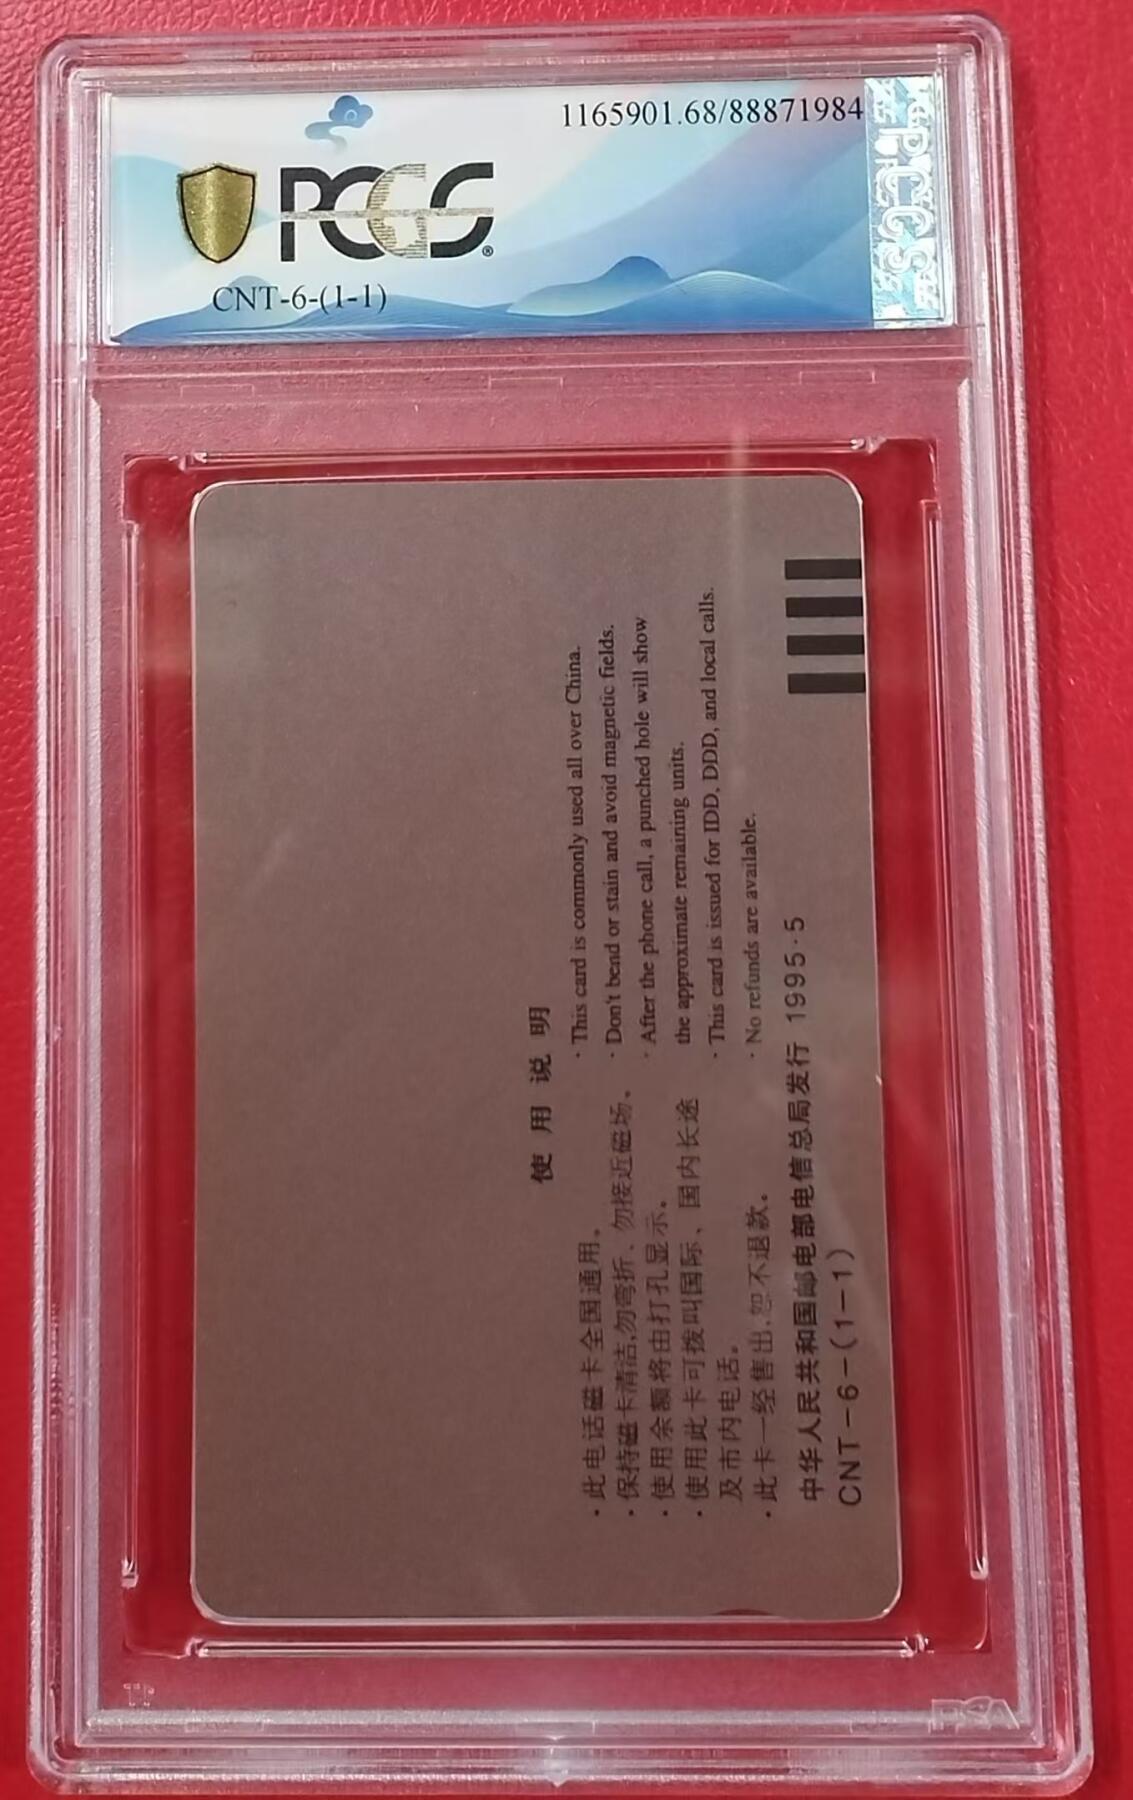 1165901.68/88871984
PCGS
PCGS
CNT-6-(1-1)
使用说明
·此电话磁卡全国通用。
·保持磁卡清洁,勿弯折、勿接近磁场。
·使用余额将由打孔显示。
·使用此卡可拨叫国际、国内长途
及市内电话。
·此卡一经售出,恕不退款。
·This card is commonly used all over China.
·Don't bend or stain and avoid magnetic fields.
·After the phone call, a punched hole will show
the approximate remaining units.
·This card is issued for IDD, DDD, and local calls.
·No refunds are available.
中华人民共和国邮电部电信总局发行 1995·5
CNT-6-(1-1)
PSA